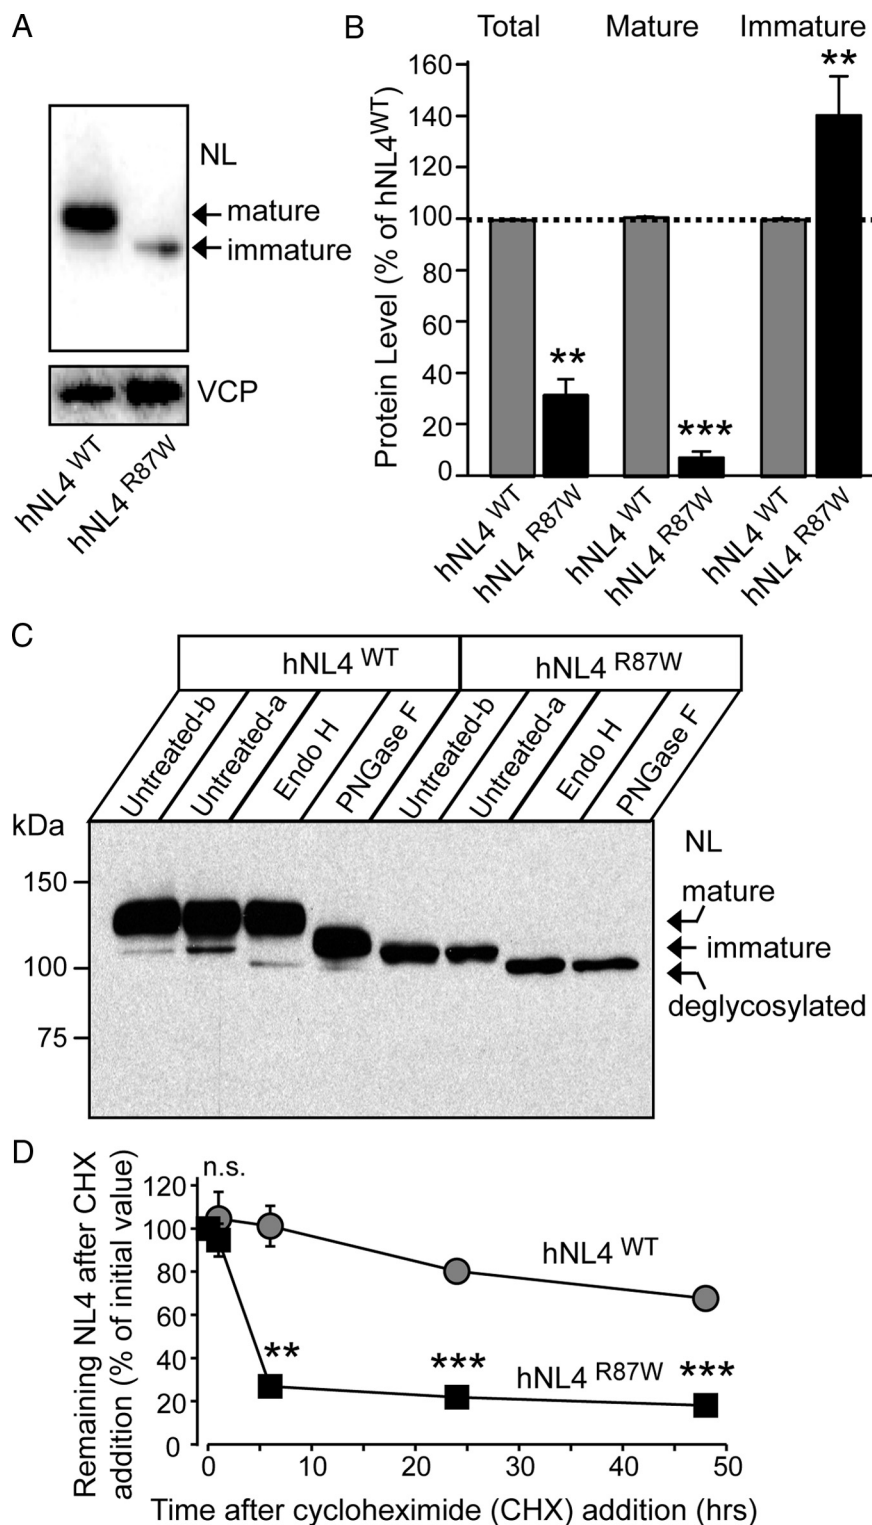 A
NL
mature
immature
VCP
hNL4 WT
hNL4 R87W
B
Total Mature Immature
Protein Level (% of hNL4WT)
160
140
120
100
80
60
40
20
0
**
***
**
hNL4 WT
hNL4 R87W
hNL4 WT
hNL4 R87W
hNL4 WT
hNL4 R87W
C
hNL4 WT hNL4 R87W
Untreated-b
Untreated-a
Endo H
PNGase F
Untreated-b
Untreated-a
Endo H
PNGase F
kDa
150
100
75
NL
mature
immature
deglycosylated
D
Remaining NL4 after CHX
addition (% of initial value)
120
100
80
60
40
20
0
n.s.
hNL4 WT
** *** ***
hNL4 R87W
0 10 20 30 40 50
Time after cycloheximide (CHX) addition (hrs)